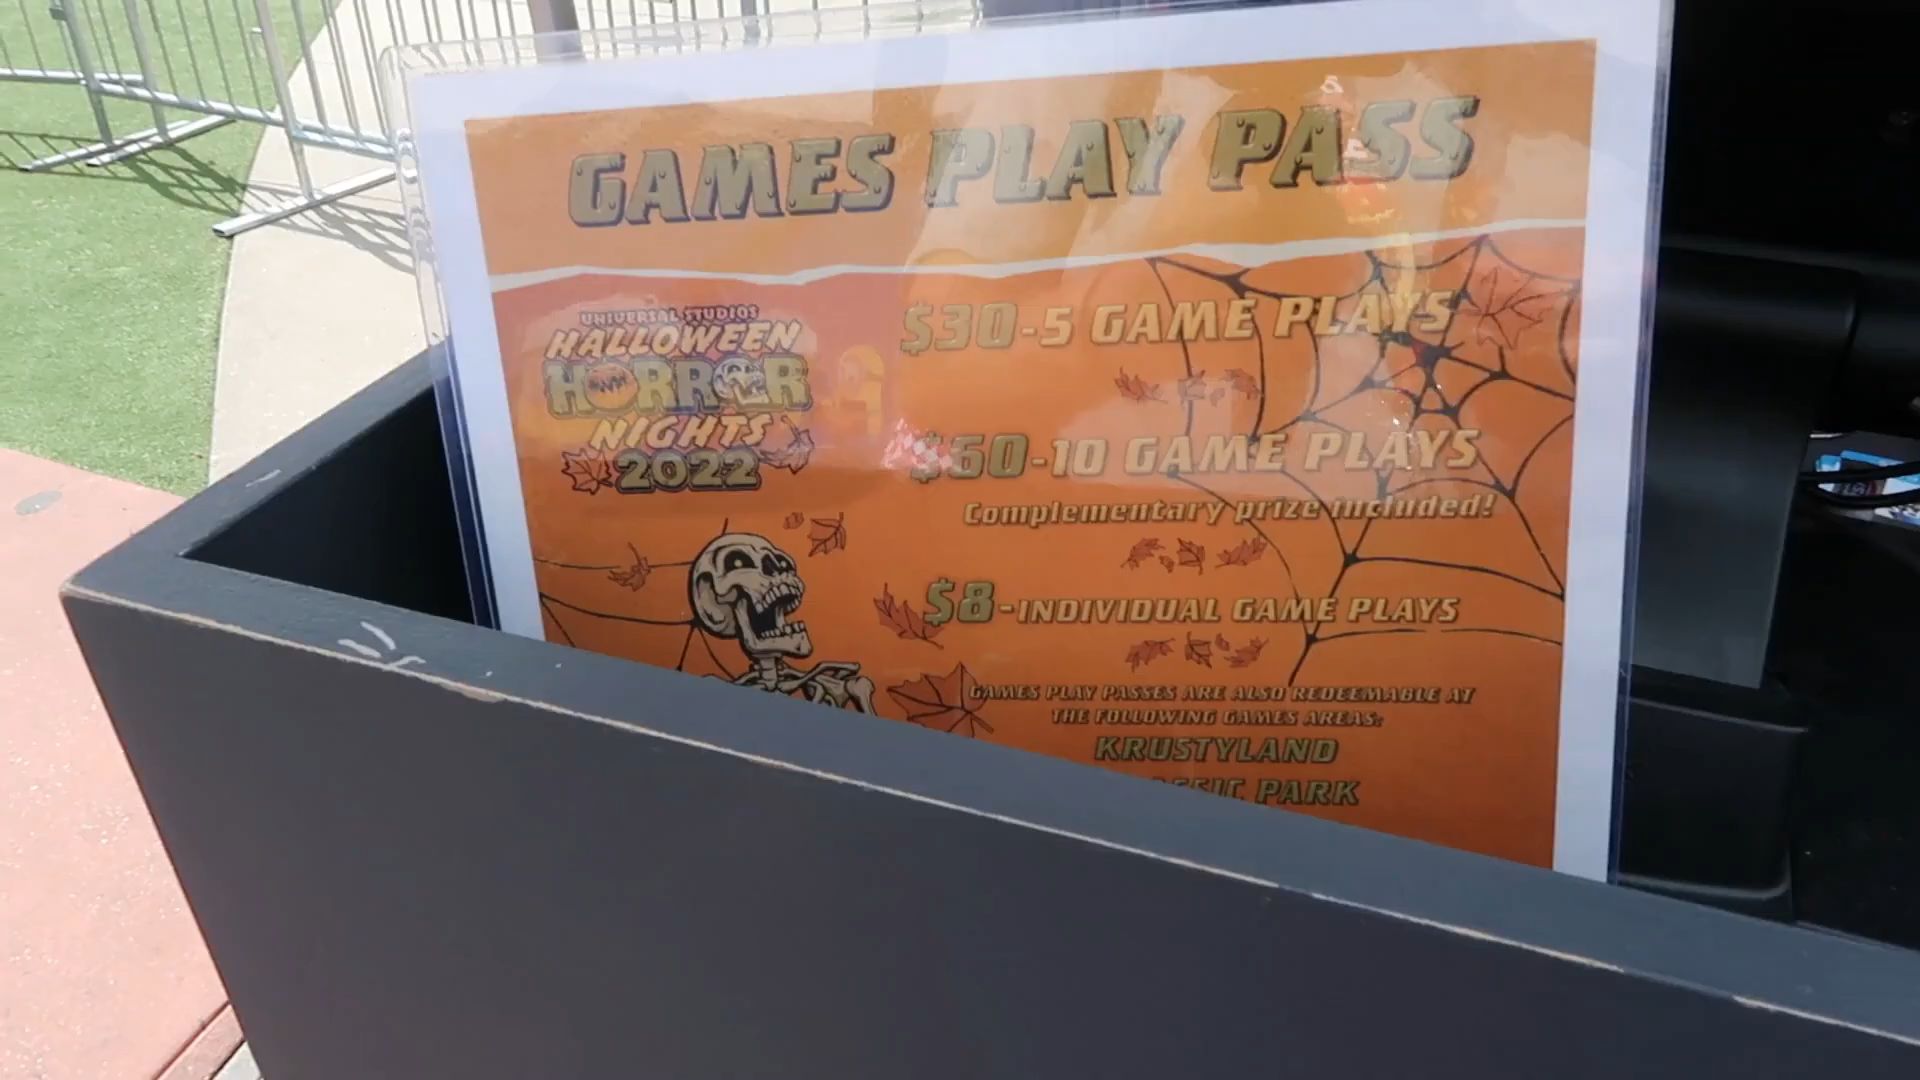 GAMES PLAY PASS
UNIVERSAL STUDIOS
HALLOWEEN
HORROR
NIGHTS
2022
$30-5 GAME PLAYS
$60-10 GAME PLAYS
Complementary prize included!
$8-INDIVIDUAL GAME PLAYS
GAMES PLAY PASSES ARE ALSO REDEEMABLE AT
THE FOLLOWING GAMES AREAS:
KRUSTYLAND
PARK